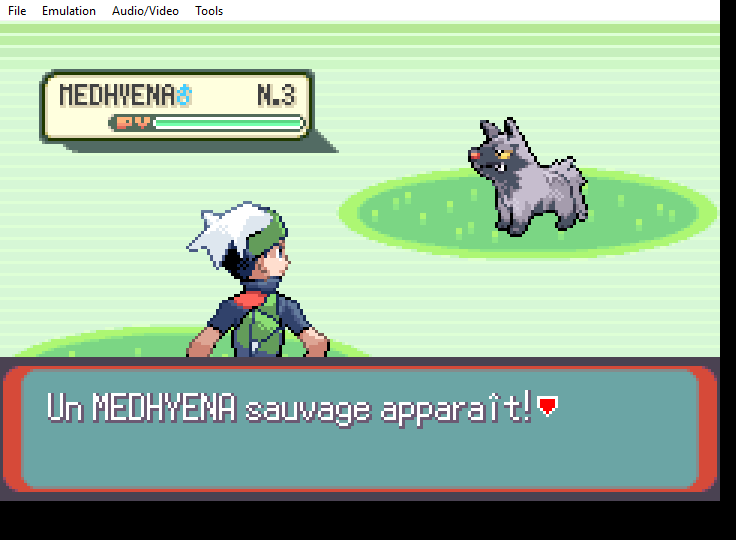 File Emulation Audio/Video Tools
MEDHYENA♂ N.3
PV
Un MEDHYENA sauvage apparaît!